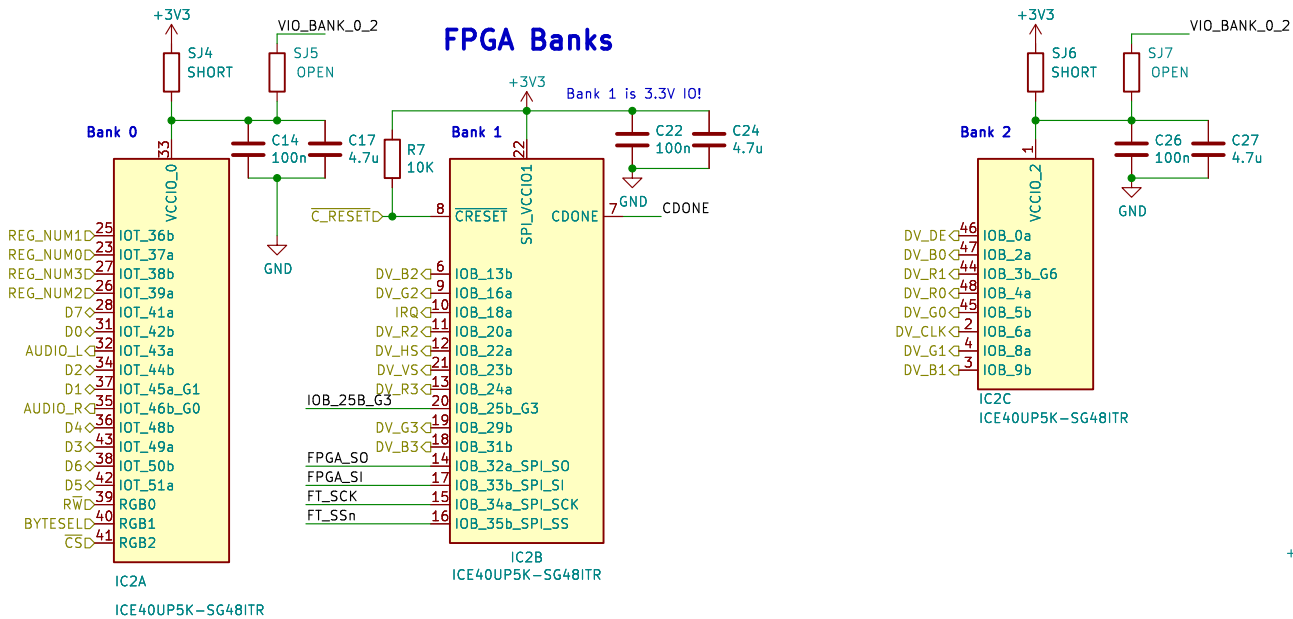 FPGA Banks
+3V3
VIO_BANK_0_2
SJ4
SHORT
SJ5
OPEN
Bank 0
C14
100n
C17
4.7u
GND
33
VCCIO_0
REG_NUM1 25 IOT_36b
REG_NUM0 23 IOT_37a
REG_NUM3 27 IOT_38b
REG_NUM2 26 IOT_39a
D7 28 IOT_41a
D0 31 IOT_42b
AUDIO_L 32 IOT_43a
D2 34 IOT_44b
D1 37 IOT_45a_G1
AUDIO_R 35 IOT_46b_G0
D4 36 IOT_48b
D3 43 IOT_49a
D6 38 IOT_50b
D5 42 IOT_51a
RW 39 RGB0
BYTESEL 40 RGB1
CS 41 RGB2
IC2A
ICE40UP5K-SG48ITR
+3V3
Bank 1 is 3.3V IO!
Bank 1
R7
10K
C22
100n
C24
4.7u
GND
22
SPI_VCCIO1
C_RESET 8 CRESET
CDONE 7 CDONE
DV_B2 6 IOB_13b
DV_G2 9 IOB_16a
IRQ 10 IOB_18a
DV_R2 11 IOB_20a
DV_HS 12 IOB_22a
DV_VS 21 IOB_23b
DV_R3 13 IOB_24a
IOB_25B_G3 20 IOB_25b_G3
DV_G3 19 IOB_29b
DV_B3 18 IOB_31b
FPGA_SO 14 IOB_32a_SPI_SO
FPGA_SI 17 IOB_33b_SPI_SI
FT_SCK 15 IOB_34a_SPI_SCK
FT_SSn 16 IOB_35b_SPI_SS
IC2B
ICE40UP5K-SG48ITR
+3V3
VIO_BANK_0_2
SJ6
SHORT
SJ7
OPEN
Bank 2
C26
100n
C27
4.7u
GND
1
VCCIO_2
DV_DE 46 IOB_0a
DV_B0 47 IOB_2a
DV_R1 44 IOB_3b_G6
DV_R0 48 IOB_4a
DV_G0 45 IOB_5b
DV_CLK 2 IOB_6a
DV_G1 4 IOB_8a
DV_B1 3 IOB_9b
IC2C
ICE40UP5K-SG48ITR
+